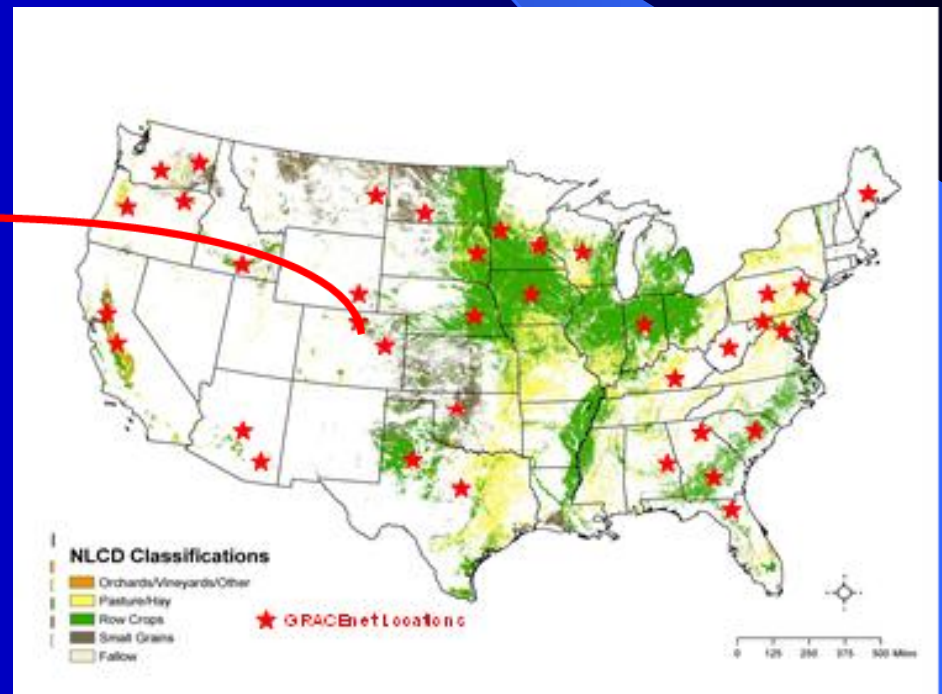 NLCD Classifications
Orchards/Vineyards/Other
Pasture/Hay
Row Crops
Small Grains
Fallow
GRACEnet Locations
0 125 250 375 500 Miles